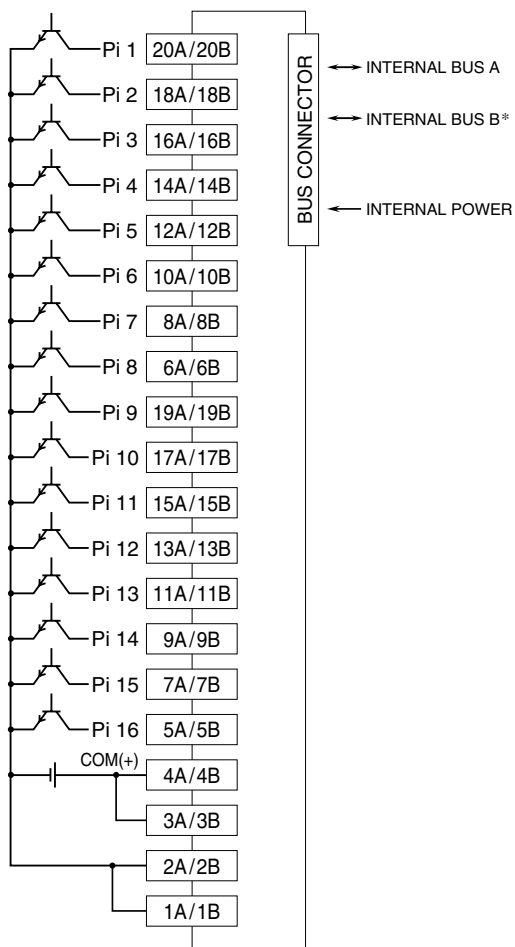 Pi 1 20A/20B
Pi 2 18A/18B
Pi 3 16A/16B
Pi 4 14A/14B
Pi 5 12A/12B
Pi 6 10A/10B
Pi 7 8A/8B
Pi 8 6A/6B
Pi 9 19A/19B
Pi 10 17A/17B
Pi 11 15A/15B
Pi 12 13A/13B
Pi 13 11A/11B
Pi 14 9A/9B
Pi 15 7A/7B
Pi 16 5A/5B
COM(+) 4A/4B
3A/3B
2A/2B
1A/1B
BUS CONNECTOR
INTERNAL BUS A
INTERNAL BUS B*
INTERNAL POWER